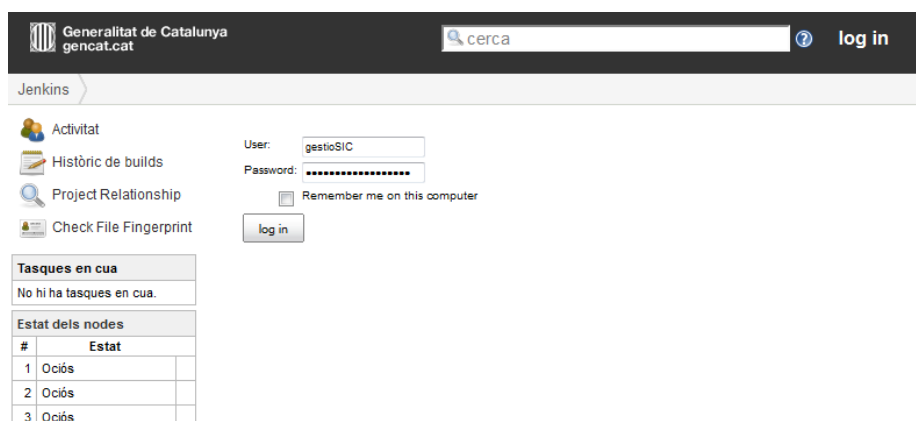 Generalitat de Catalunya
gencat.cat
cerca
log in
Jenkins
Activitat
Històric de builds
Project Relationship
Check File Fingerprint
User: gestioSIC
Password: ••••••••••••••••••
Remember me on this computer
log in
Tasques en cua
No hi ha tasques en cua.
Estat dels nodes
# Estat
1 Ociós
2 Ociós
3 Ociós